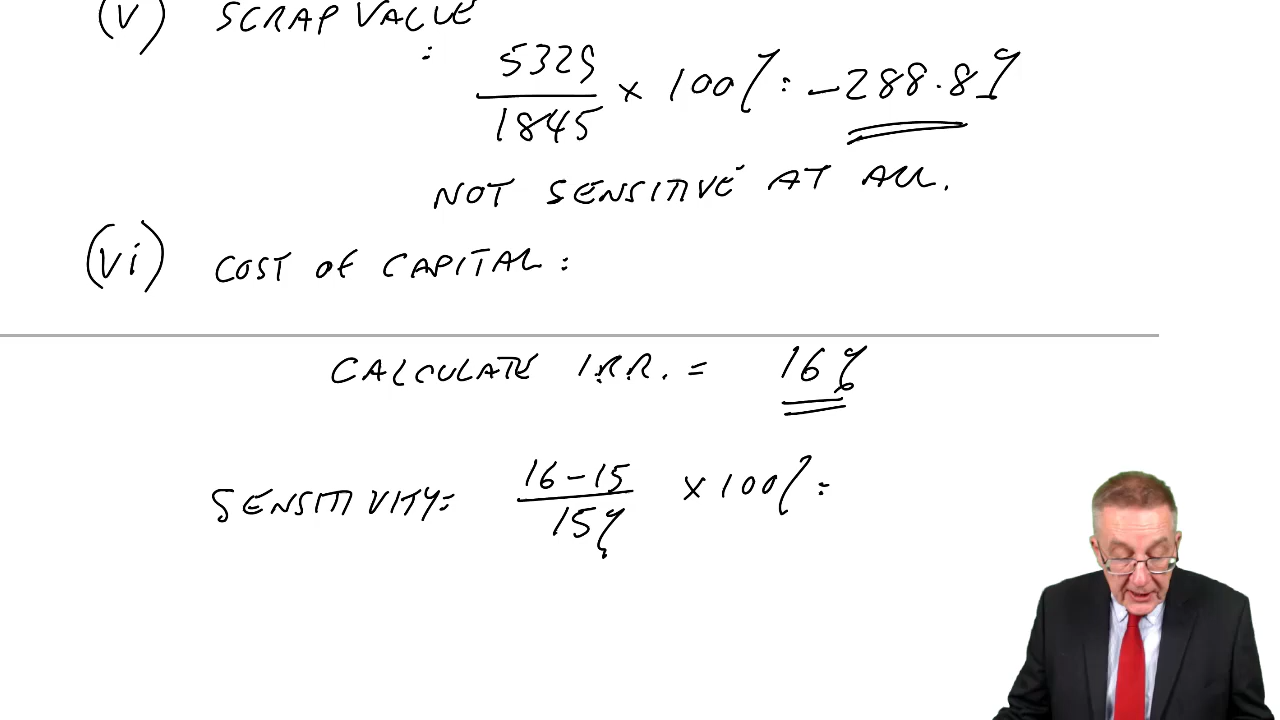 (V) SCRAP VALUE
: 5329 / 1845 × 100% : -288.8%
NOT SENSITIVE AT ALL.
(Vi) COST OF CAPITAL :
CALCULATE I.R.R. = 16%
SENSITIVITY: 16-15 / 15% × 100% :